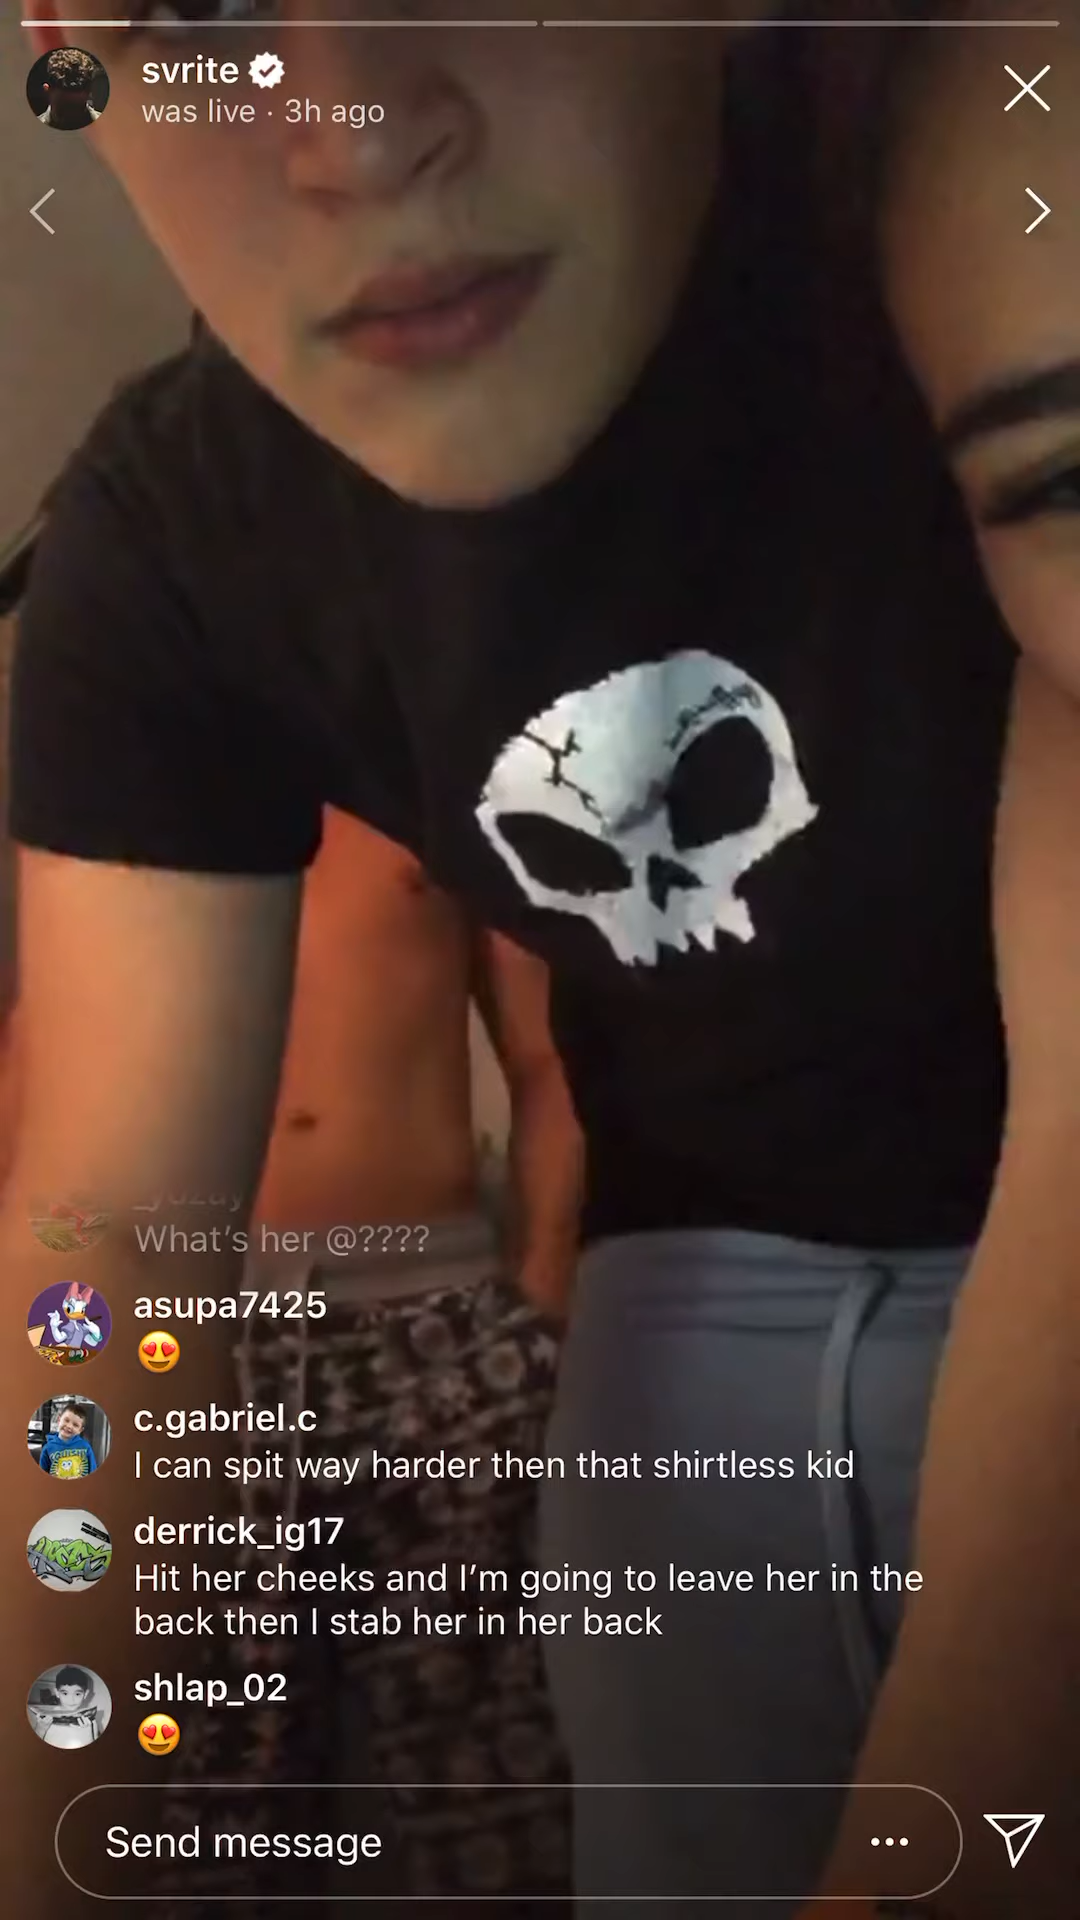 svrite
was live · 3h ago
What's her @????
asupa7425
😍
c.gabriel.c
I can spit way harder then that shirtless kid
derrick_ig17
Hit her cheeks and I'm going to leave her in the
back then I stab her in her back
shlap_02
😍
Send message